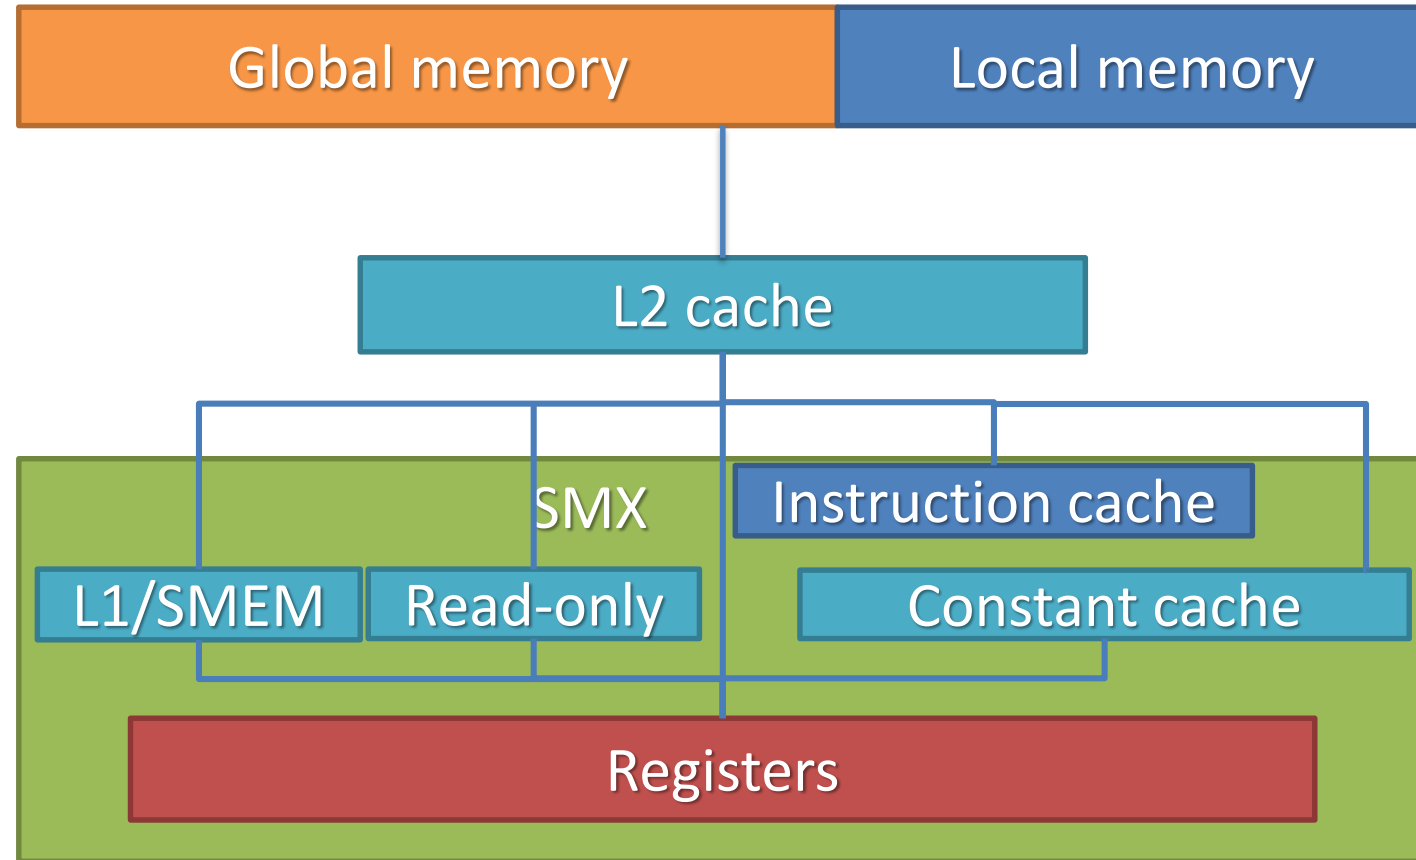 Global memory
Local memory
L2 cache
SMX
Instruction cache
L1/SMEM
Read-only
Constant cache
Registers